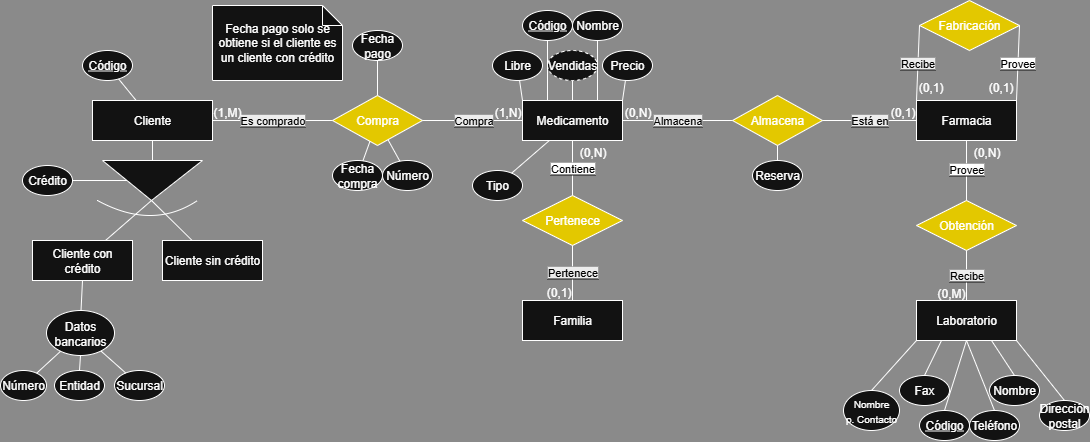 Fecha pago solo se
obtiene si el cliente es
un cliente con crédito
Fecha
pago
Código
Nombre
Libre
Vendidas
Precio
Fabricación
Recibe
Provee
(0,1)
(0,1)
Código
Cliente
(1,M)
Es comprado
Compra
Compra
(1,N)
Medicamento
(0,N)
Almacena
Almacena
Está en
(0,1)
Farmacia
Fecha
compra
Número
Tipo
(0,N)
Contiene
Reserva
(0,N)
Provee
Crédito
Pertenece
Obtención
Cliente con
crédito
Cliente sin crédito
Pertenece
(0,1)
Familia
Recibe
(0,M)
Laboratorio
Datos
bancarios
Número
Entidad
Sucursal
Nombre
p. Contacto
Fax
Código
Teléfono
Nombre
Dirección
postal